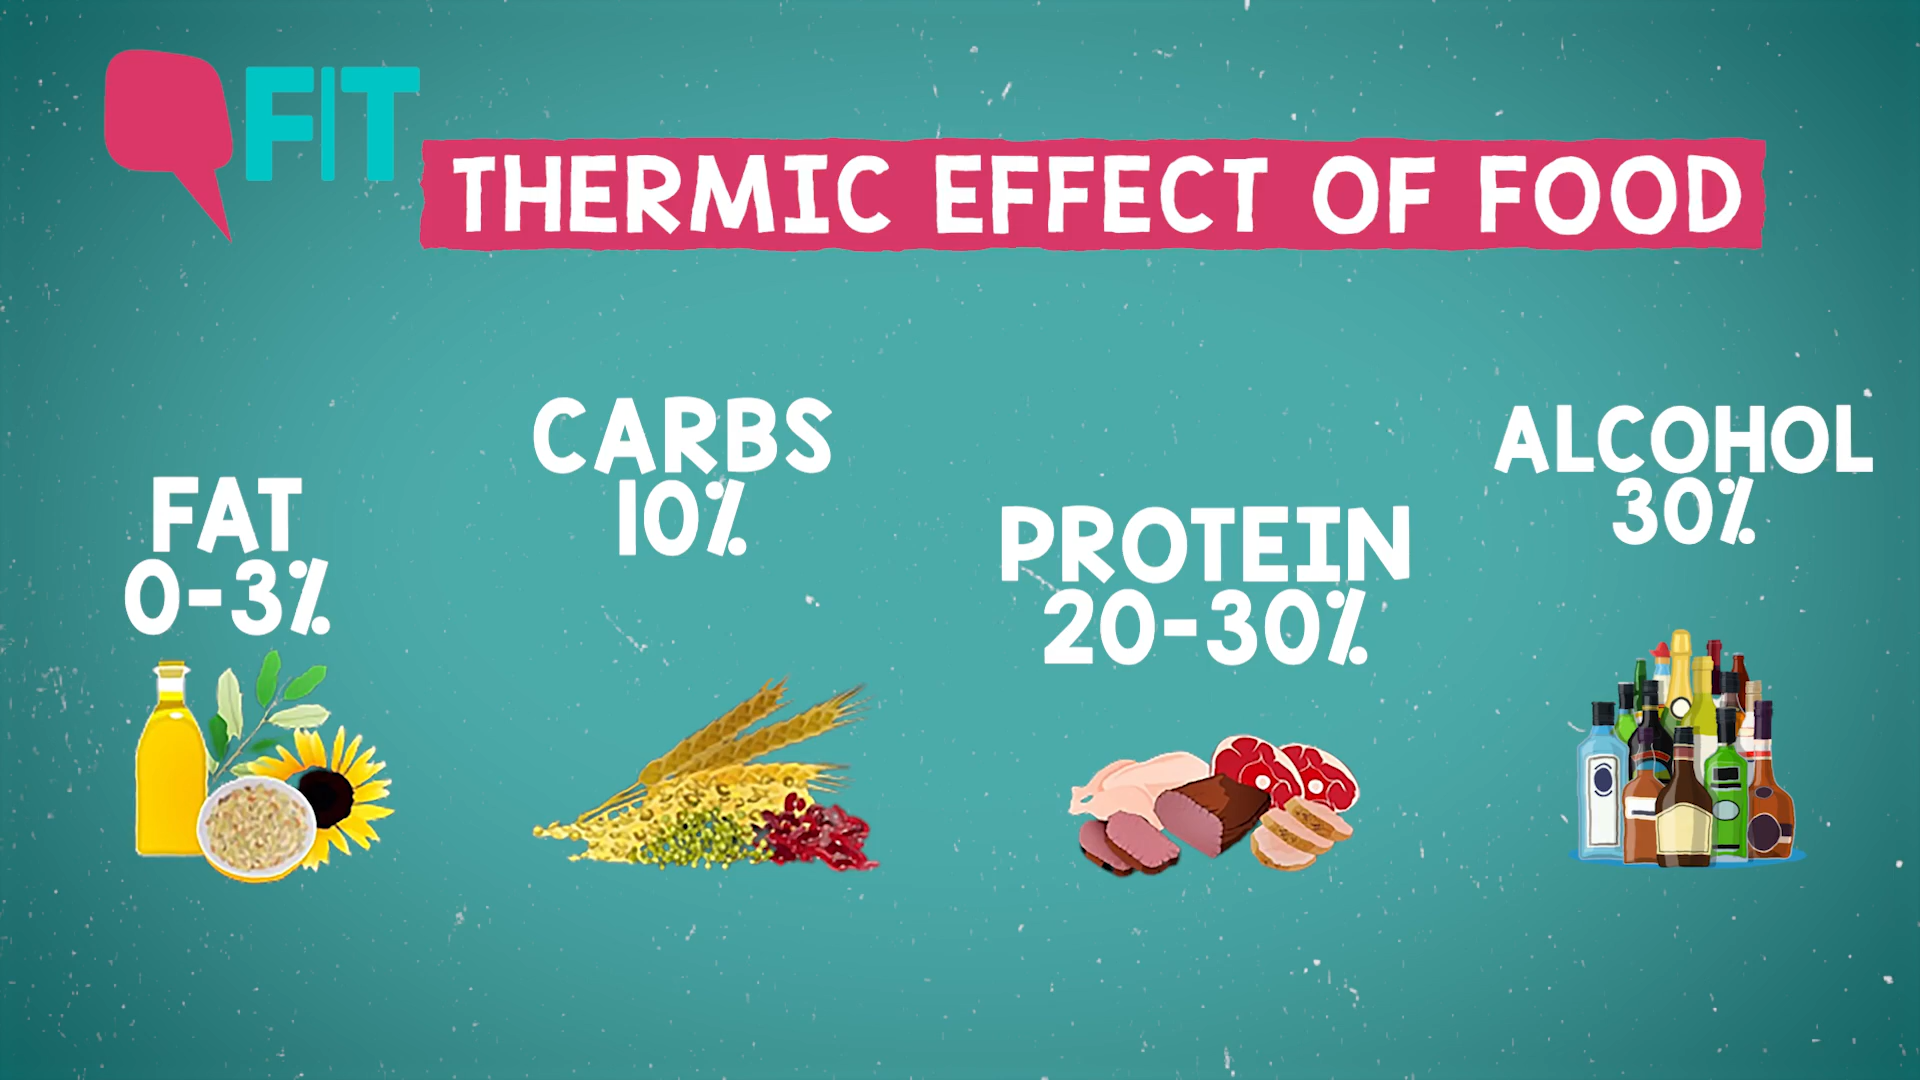 FIT
THERMIC EFFECT OF FOOD
FAT
0-3%
CARBS
10%
PROTEIN
20-30%
ALCOHOL
30%